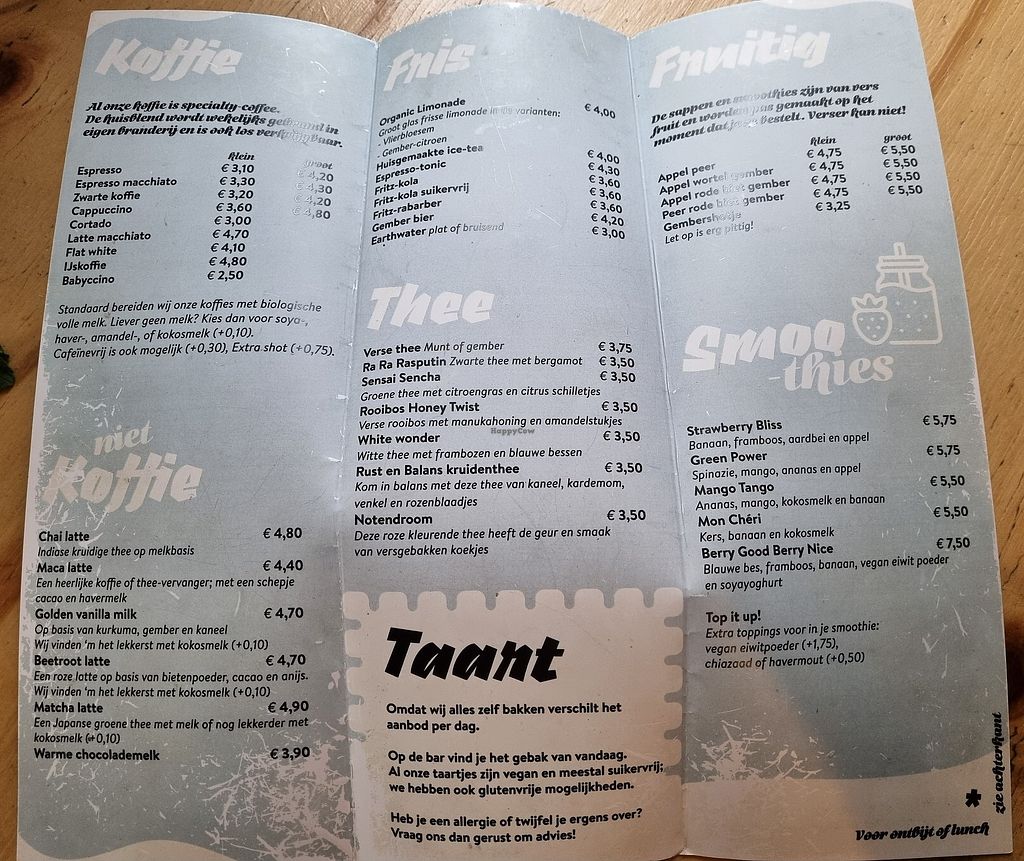 Koffie
Al onze koffie is specialty-coffee.
De huisblend wordt wekelijks gebrand in
eigen branderij en is ook los verkrijgbaar.
klein groot
Espresso € 3,10 € 4,20
Espresso macchiato € 3,30 € 4,30
Zwarte koffie € 3,20 € 4,20
Cappuccino € 3,60 € 4,80
Cortado € 3,00
Latte macchiato € 4,70
Flat white € 4,10
IJskoffie € 4,80
Babyccino € 2,50
Standaard bereiden wij onze koffies met biologische
volle melk. Liever geen melk? Kies dan voor soya-,
haver-, amandel-, of kokosmelk (+0,10).
Cafeïnevrij is ook mogelijk (+0,30), Extra shot (+0,75).
niet
Koffie
Chai latte € 4,80
Indiase kruidige thee op melkbasis
Maca latte € 4,40
Een heerlijke koffie of thee-vervanger; met een schepje
cacao en havermelk
Golden vanilla milk € 4,70
Op basis van kurkuma, gember en kaneel
Wij vinden 'm het lekkerst met kokosmelk (+0,10)
Beetroot latte € 4,70
Een roze latte op basis van bietenpoeder, cacao en anijs.
Wij vinden 'm het lekkerst met kokosmelk (+0,10)
Matcha latte € 4,90
Een Japanse groene thee met melk of nog lekkerder met
kokosmelk (+0,10)
Warme chocolademelk € 3,90
Fris
Organic Limonade € 4,00
Groot glas frisse limonade in varianten:
- Vlierbloesem
- Gember-citroen
Huisgemaakte ice-tea € 4,00
Espresso-tonic € 4,30
Fritz-kola € 3,60
Fritz-kola suikervrij € 3,60
Fritz-rabarber € 3,60
Gember bier € 4,20
Earthwater plat of bruisend € 3,00
Thee
Verse thee Munt of gember € 3,75
Ra Ra Rasputin Zwarte thee met bergamot € 3,50
Sensai Sencha € 3,50
Groene thee met citroengras en citrus schilletjes
Rooibos Honey Twist € 3,50
Verse rooibos met manukahoning en amandelstukjes
HappyCow
White wonder € 3,50
Witte thee met frambozen en blauwe bessen
Rust en Balans kruidenthee € 3,50
Kom in balans met deze thee van kaneel, kardemom,
venkel en rozenblaadjes
Notendroom € 3,50
Deze roze kleurende thee heeft de geur en smaak
van versgebakken koekjes
Taart
Omdat wij alles zelf bakken verschilt het
aanbod per dag.
Op de bar vind je het gebak van vandaag.
Al onze taartjes zijn vegan en meestal suikervrij;
we hebben ook glutenvrije mogelijkheden.
Heb je een allergie of twijfel je ergens over?
Vraag ons dan gerust om advies!
Fruitig
De sappen en smoothies zijn van vers
fruit en worden pas gemaakt op het
moment dat je ze bestelt. Verser kan niet!
klein groot
Appel peer € 4,75 € 5,50
Appel wortel gember € 4,75 € 5,50
Appel rode biet gember € 4,75 € 5,50
Peer rode biet gember € 4,75 € 5,50
Gembershotje € 3,25
Let op is erg pittig!
Smoo
-thies
Strawberry Bliss € 5,75
Banaan, framboos, aardbei en appel
Green Power € 5,75
Spinazie, mango, ananas en appel
Mango Tango € 5,50
Ananas, mango, kokosmelk en banaan
Mon Chéri € 5,50
Kers, banaan en kokosmelk
Berry Good Berry Nice € 7,50
Blauwe bes, framboos, banaan, vegan eiwit poeder
en soyayoghurt
Top it up!
Extra toppings voor in je smoothie:
vegan eiwitpoeder (+1,75),
chiazaad of havermout (+0,50)
Voor ontbijt of lunch
* zie achterkant